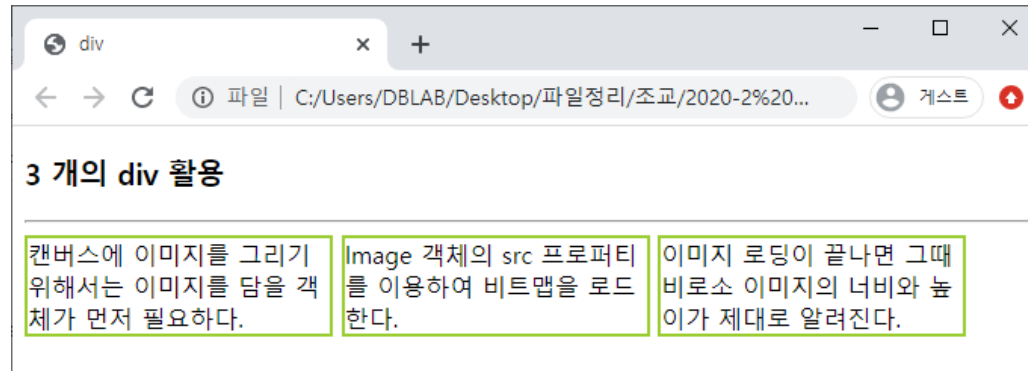 div
파일 | C:/Users/DBLAB/Desktop/파일정리/조교/2020-2%20...
게스트
3 개의 div 활용
캔버스에 이미지를 그리기
위해서는 이미지를 담을 객
체가 먼저 필요하다.
Image 객체의 src 프로퍼티
를 이용하여 비트맵을 로드
한다.
이미지 로딩이 끝나면 그때
비로소 이미지의 너비와 높
이가 제대로 알려진다.